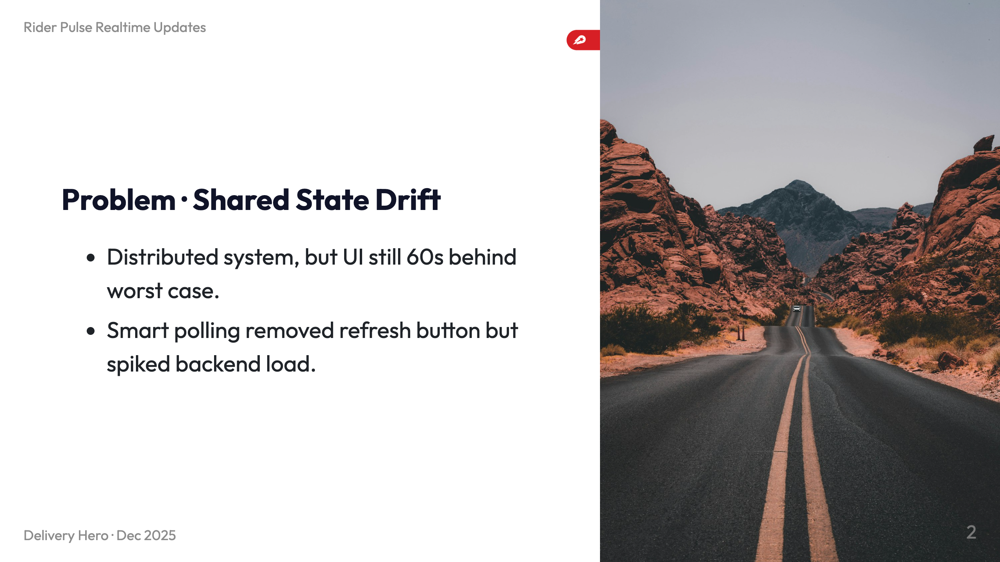 Rider Pulse Realtime Updates
Problem · Shared State Drift
• Distributed system, but UI still 60s behind
worst case.
• Smart polling removed refresh button but
spiked backend load.
Delivery Hero · Dec 2025
2